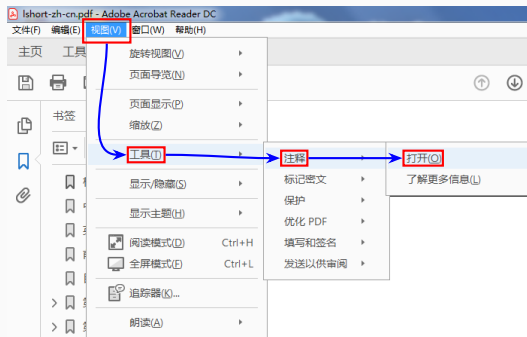 lshort-zh-cn.pdf - Adobe Acrobat Reader DC
文件(F) 编辑(E) 视图(V) 窗口(W) 帮助(H)
主页 工具
旋转视图(V)
页面导览(N)
页面显示(P)
书签
缩放(Z)
工具(T)
注释
打开(O)
显示/隐藏(S)
标记密文
了解更多信息(L)
保护
显示主题(H)
优化 PDF
阅读模式(D) Ctrl+H
填写和签名
全屏模式(F) Ctrl+L
发送以供审阅
追踪器(K)...
朗读(A)